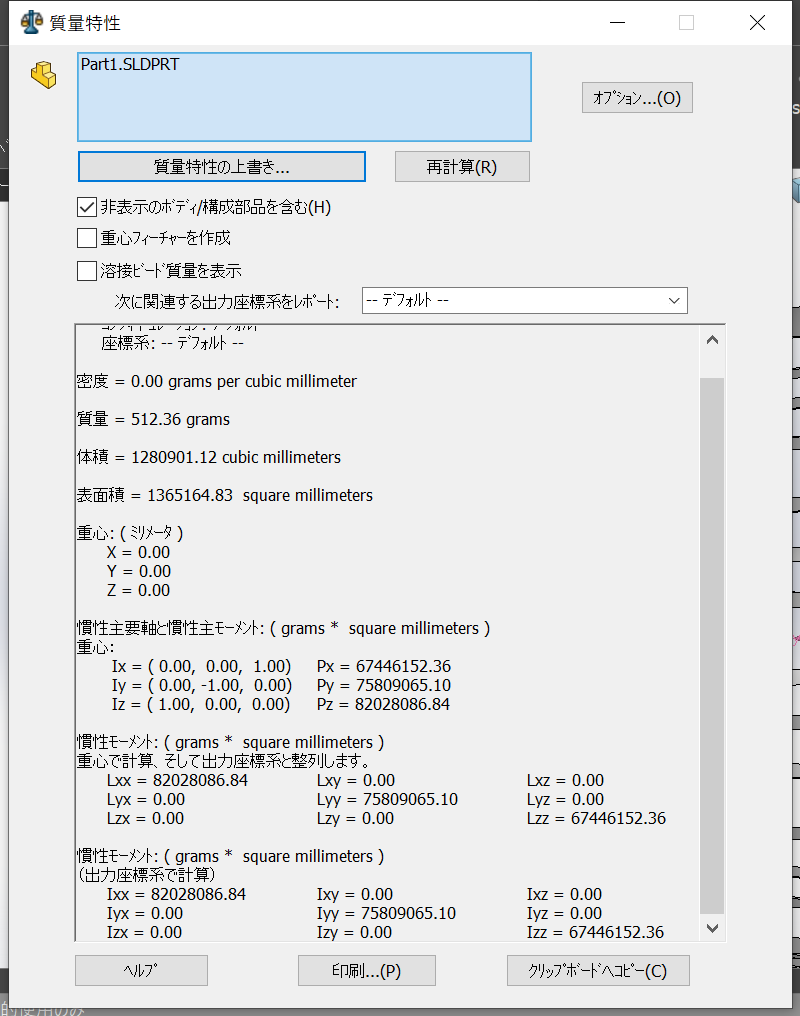 質量特性
Part1.SLDPRT
ｵﾌﾟｼｮﾝ...(O)
質量特性の上書き...
再計算(R)
非表示のﾎﾞﾃﾞｨ/構成部品を含む(H)
重心ﾌｨｰﾁｬｰを作成
溶接ﾋﾞｰﾄﾞ質量を表示
次に関連する出力座標系をﾚﾎﾟｰﾄ:
-- ﾃﾞﾌｫﾙﾄ --
座標系: -- ﾃﾞﾌｫﾙﾄ --
密度 = 0.00 grams per cubic millimeter
質量 = 512.36 grams
体積 = 1280901.12 cubic millimeters
表面積 = 1365164.83 square millimeters
重心: ( ﾐﾘﾒｰﾀ )
X = 0.00
Y = 0.00
Z = 0.00
慣性主要軸と慣性主ﾓｰﾒﾝﾄ: ( grams * square millimeters )
重心:
Ix = ( 0.00, 0.00, 1.00) Px = 67446152.36
Iy = ( 0.00, -1.00, 0.00) Py = 75809065.10
Iz = ( 1.00, 0.00, 0.00) Pz = 82028086.84
慣性ﾓｰﾒﾝﾄ: ( grams * square millimeters )
重心で計算、そして出力座標系と整列します。
Lxx = 82028086.84 Lxy = 0.00 Lxz = 0.00
Lyx = 0.00 Lyy = 75809065.10 Lyz = 0.00
Lzx = 0.00 Lzy = 0.00 Lzz = 67446152.36
慣性ﾓｰﾒﾝﾄ: ( grams * square millimeters )
(出力座標系で計算)
Ixx = 82028086.84 Ixy = 0.00 Ixz = 0.00
Iyx = 0.00 Iyy = 75809065.10 Iyz = 0.00
Izx = 0.00 Izy = 0.00 Izz = 67446152.36
ﾍﾙﾌﾟ
印刷...(P)
ｸﾘｯﾌﾟﾎﾞｰﾄﾞへｺﾋﾟｰ(C)
的使用のみ